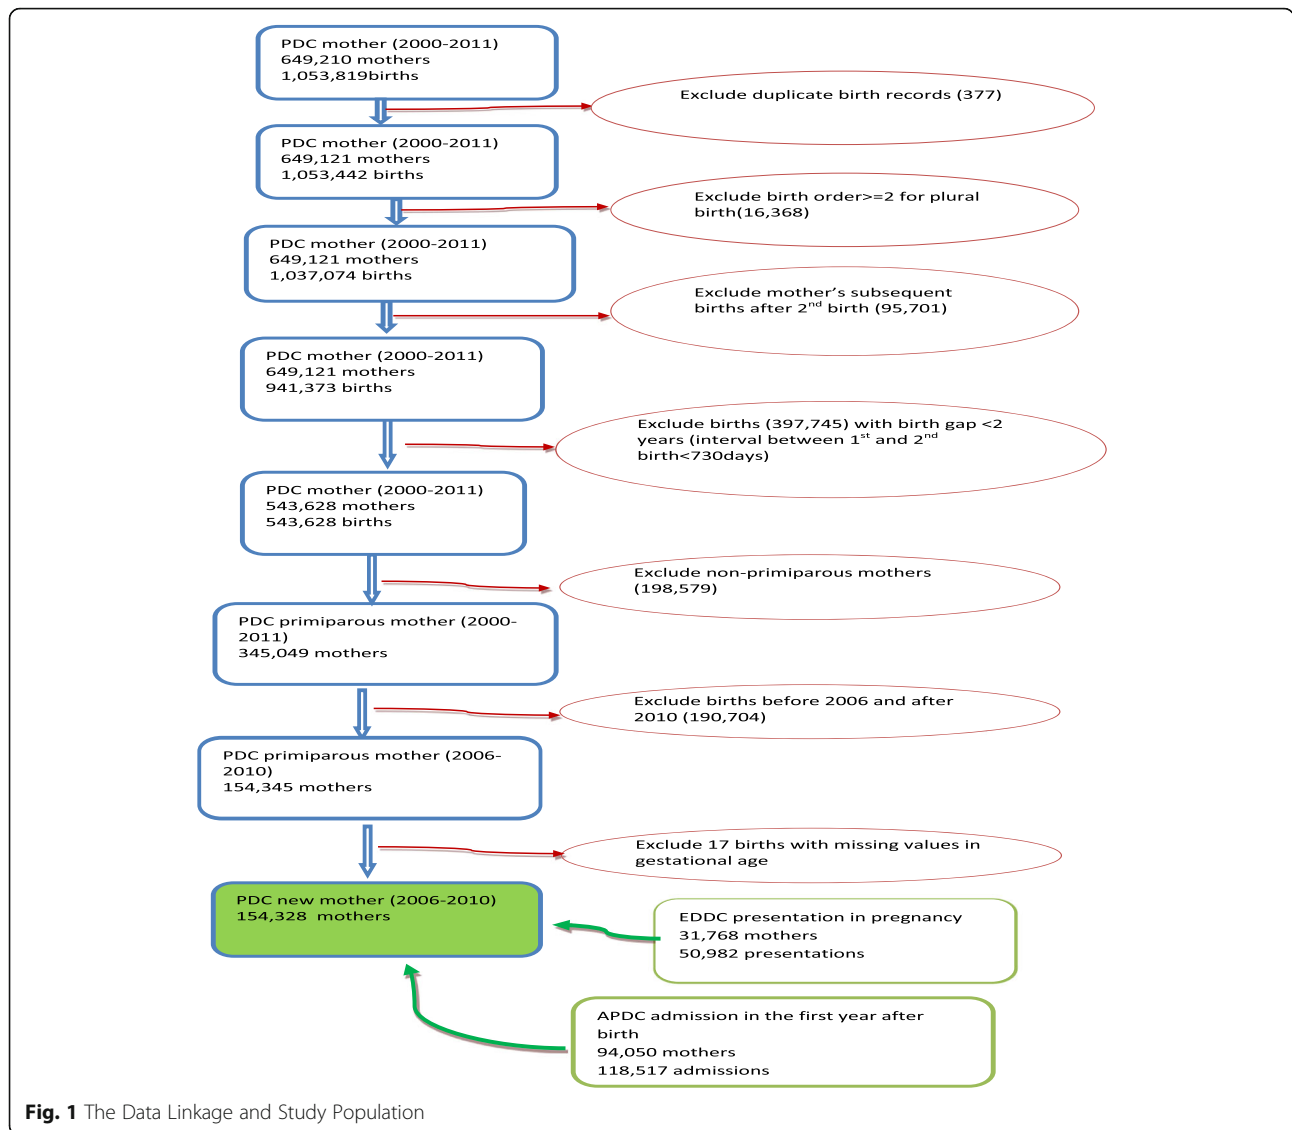 PDC mother (2000-2011)
649,210 mothers
1,053,819births
Exclude duplicate birth records (377)
PDC mother (2000-2011)
649,121 mothers
1,053,442 births
Exclude birth order>=2 for plural
birth(16,368)
PDC mother (2000-2011)
649,121 mothers
1,037,074 births
Exclude mother's subsequent
births after 2nd birth (95,701)
PDC mother (2000-2011)
649,121 mothers
941,373 births
Exclude births (397,745) with birth gap <2
years (interval between 1st and 2nd
birth<730days)
PDC mother (2000-2011)
543,628 mothers
543,628 births
Exclude non-primiparous mothers
(198,579)
PDC primiparous mother (2000-
2011)
345,049 mothers
Exclude births before 2006 and after
2010 (190,704)
PDC primiparous mother (2006-
2010)
154,345 mothers
Exclude 17 births with missing values in
gestational age
PDC new mother (2006-2010)
154,328 mothers
EDDC presentation in pregnancy
31,768 mothers
50,982 presentations
APDC admission in the first year after
birth
94,050 mothers
118,517 admissions
Fig. 1 The Data Linkage and Study Population